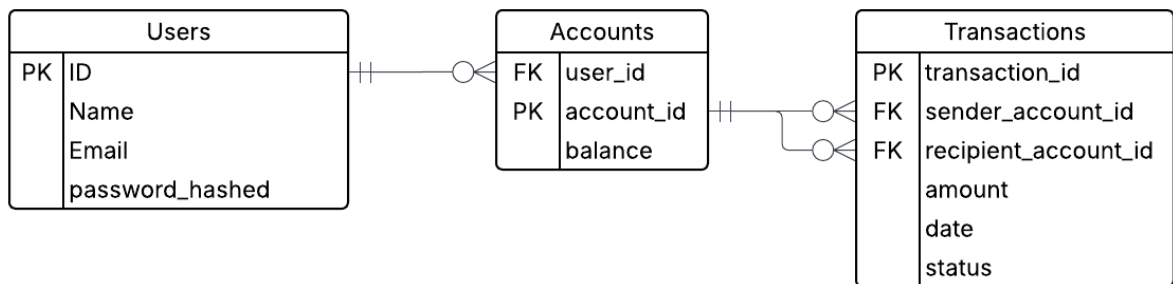 Users
PK ID
Name
Email
password_hashed
Accounts
FK user_id
PK account_id
balance
Transactions
PK transaction_id
FK sender_account_id
FK recipient_account_id
amount
date
status